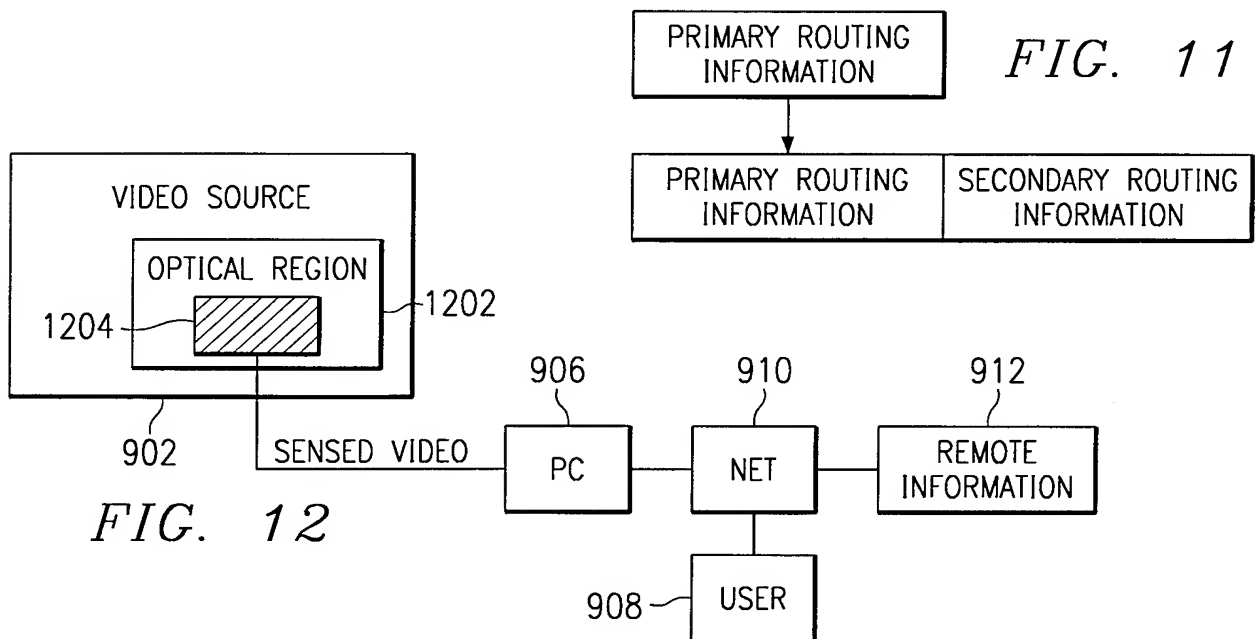 PRIMARY ROUTING
INFORMATION
FIG. 11
PRIMARY ROUTING
INFORMATION
SECONDARY ROUTING
INFORMATION
VIDEO SOURCE
OPTICAL REGION
1204
1202
902
SENSED VIDEO
906
PC
910
NET
912
REMOTE
INFORMATION
908
USER
FIG. 12